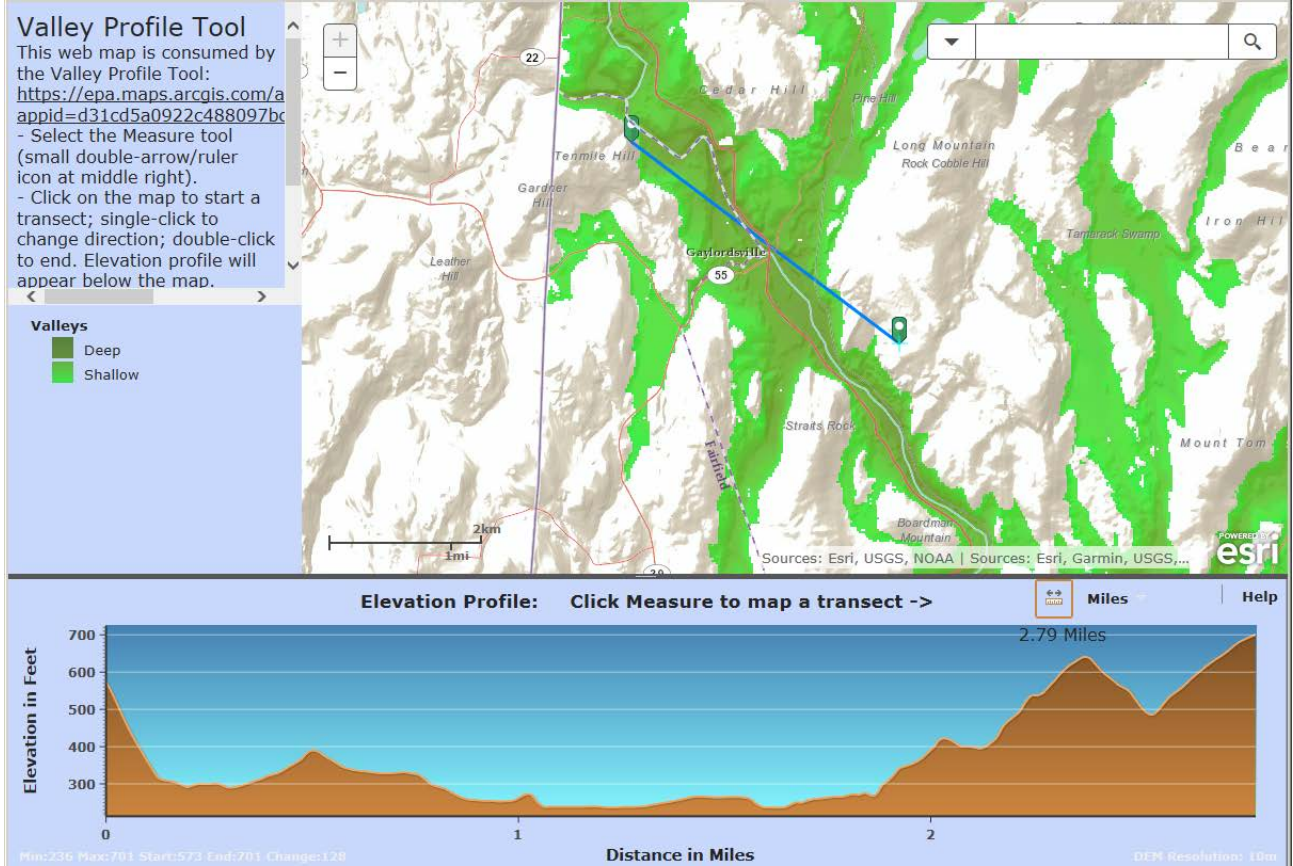 Valley Profile Tool
This web map is consumed by
the Valley Profile Tool:
https://epa.maps.arcgis.com/a
appid=d31cd5a0922c488097bc
- Select the Measure tool
(small double-arrow/ruler
icon at middle right).
- Click on the map to start a
transect; single-click to
change direction; double-click
to end. Elevation profile will
appear below the map.
Valleys
Deep
Shallow
+
−
22
Cedar Hill
Pine Hill
Long Mountain
Rock Cobble Hill
Bear
Tenmile Hill
Gardner
Hill
Iron Hil
Tamarack Swamp
Leather
Hill
Gaylordsville
55
Straits Rock
Mount Tom
Fairfield
Boardman
Mountain
2km
1mi
39
Sources: Esri, USGS, NOAA | Sources: Esri, Garmin, USGS,...
POWERED BY
esri
Elevation Profile: Click Measure to map a transect ->
Miles
Help
2.79 Miles
Elevation in Feet
700
600
500
400
300
0
1
2
Distance in Miles
Min:236 Max:701 Start:573 End:701 Change:128
DEM Resolution: 10m